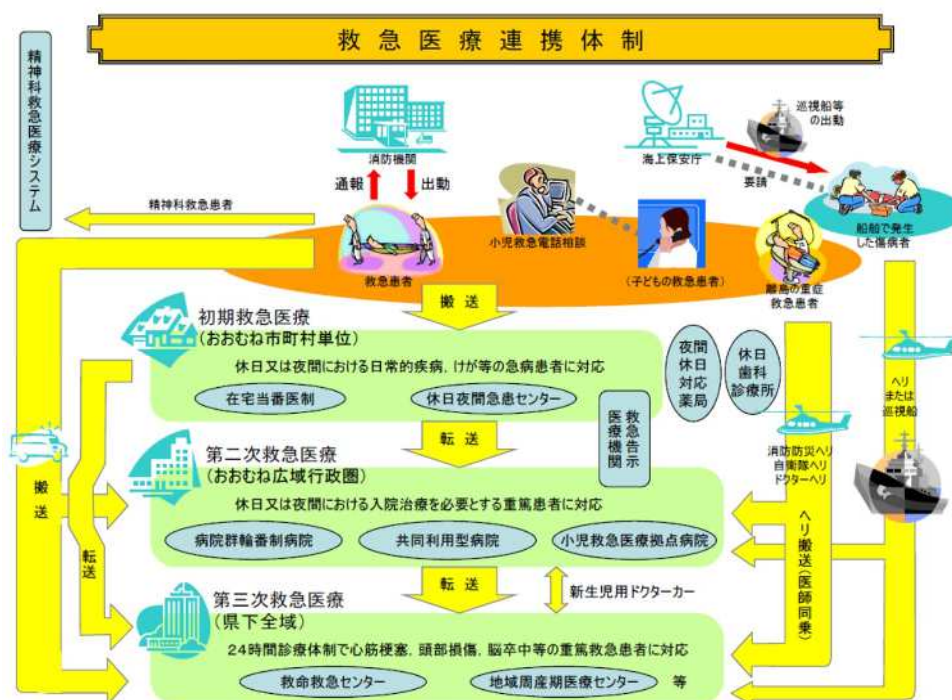 救急医療連携体制
精神科救急医療システム
消防機関
通報
出動
海上保安庁
巡視船等
の出動
要請
精神科救急患者
救急患者
小児救急電話相談
(子どもの救急患者)
離島の重症
救急患者
船舶で発生
した傷病者
搬送
初期救急医療
(おおむね市町村単位)
休日又は夜間における日常的疾病,けが等の急病患者に対応
在宅当番医制
休日夜間急患センター
夜間
休日
対応
薬局
休日
歯科
診療所
救急告示
医療機関
転送
第二次救急医療
(おおむね広域行政圏)
休日又は夜間における入院治療を必要とする重篤患者に対応
病院群輪番制病院
共同利用型病院
小児救急医療拠点病院
転送
新生児用ドクターカー
第三次救急医療
(県下全域)
24時間診療体制で心筋梗塞,頭部損傷,脳卒中等の重篤救急患者に対応
救命救急センター
地域周産期医療センター
等
搬送
転送
消防防災ヘリ
自衛隊ヘリ
ドクターヘリ
ヘリ搬送(医師同乗)
ヘリ
または
巡視船